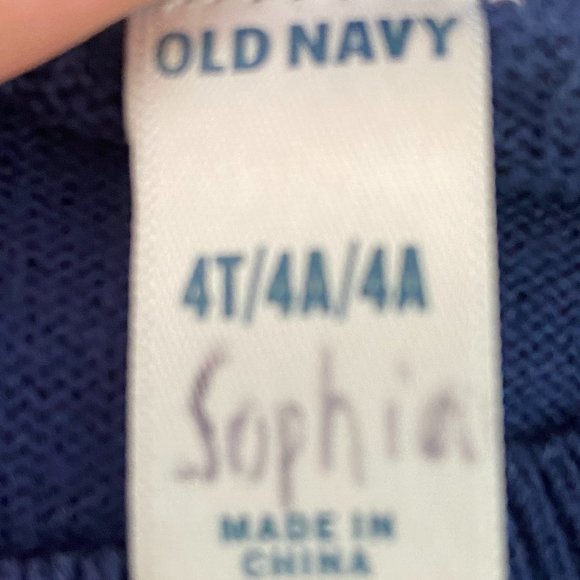 OLD NAVY
4T/4A/4A
Sophia
MADE IN
CHINA